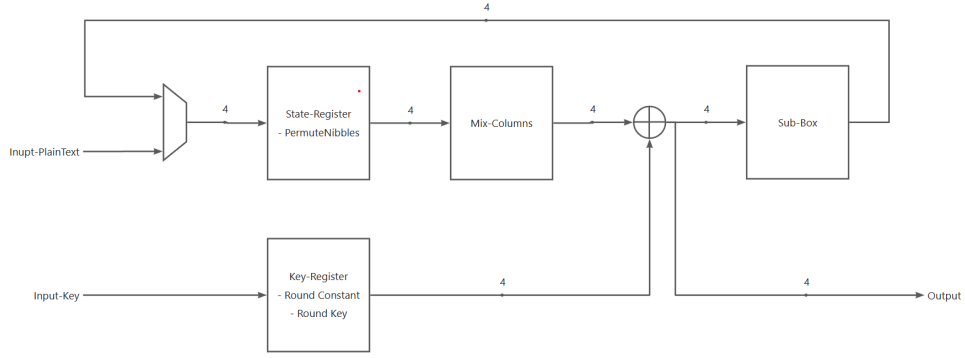 4
4
State-Register
- PermuteNibbles
4
Mix-Columns
4
4
Sub-Box
Inupt-PlainText
Input-Key
Key-Register
- Round Constant
- Round Key
4
4
Output